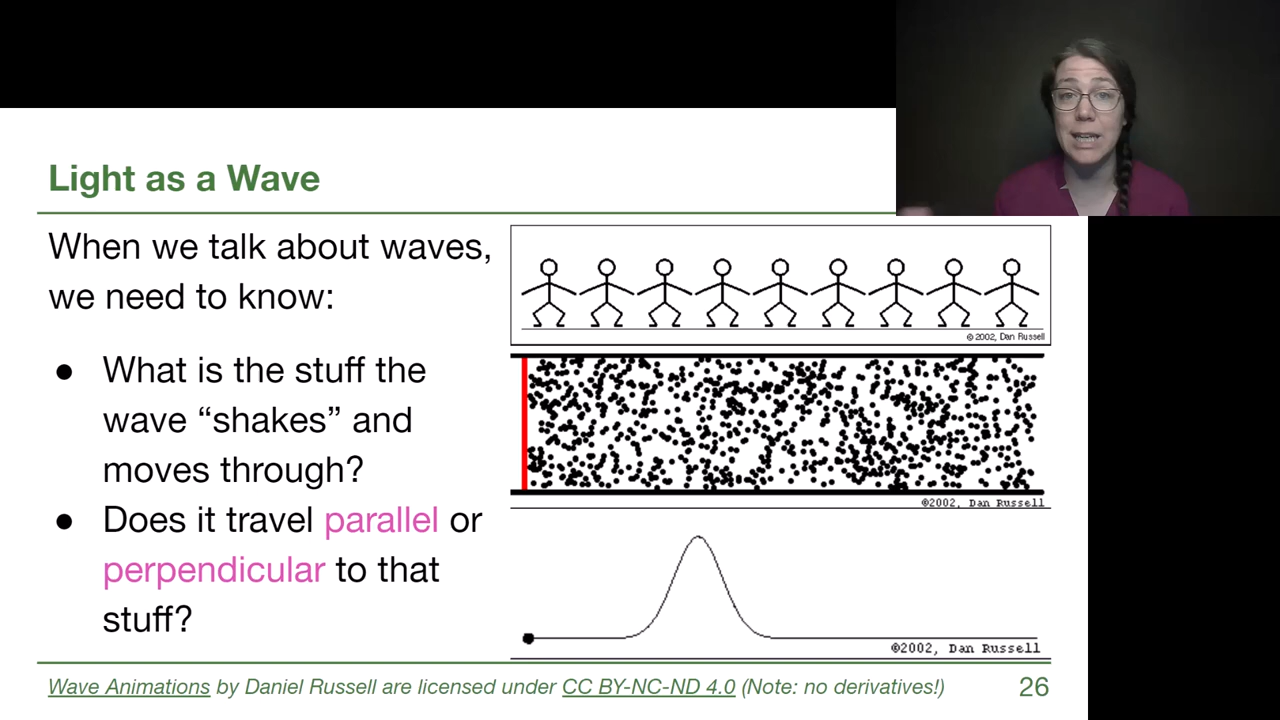 Light as a Wave
When we talk about waves,
we need to know:
● What is the stuff the
wave “shakes” and
moves through?
● Does it travel parallel or
perpendicular to that
stuff?
© 2002, Dan Russell
©2002, Dan Russell
©2002, Dan Russell
Wave Animations by Daniel Russell are licensed under CC BY-NC-ND 4.0 (Note: no derivatives!)
26